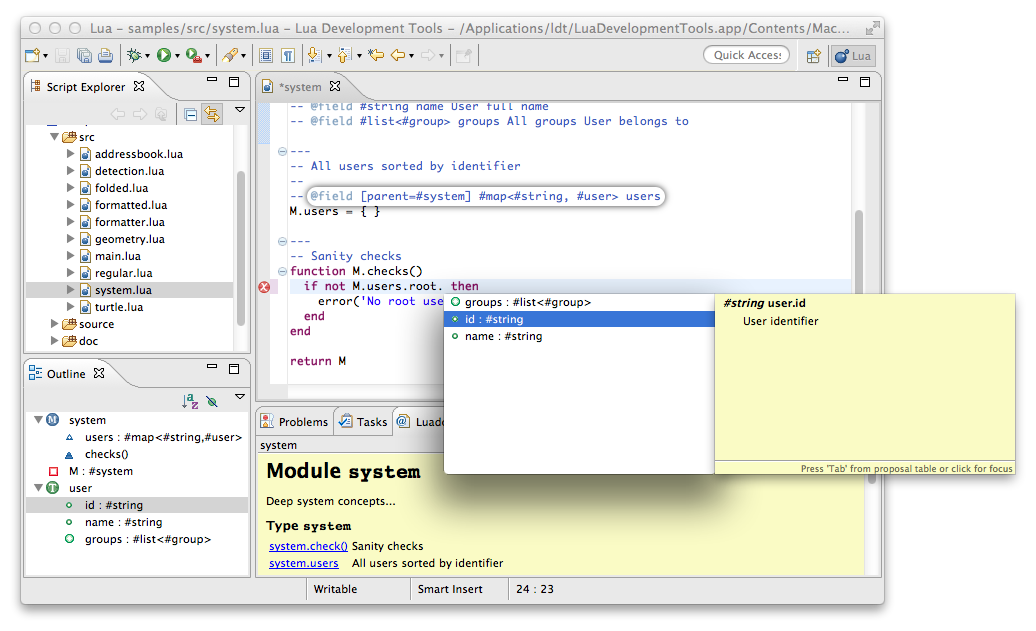 Lua - samples/src/system.lua - Lua Development Tools - /Applications/ldt/LuaDevelopmentTools.app/Contents/Mac...
Quick Access
Lua
Script Explorer
src
addressbook.lua
detection.lua
folded.lua
formatted.lua
formatter.lua
geometry.lua
main.lua
regular.lua
system.lua
turtle.lua
source
doc
Outline
system
users : #map<#string,#user>
checks()
M : #system
user
id : #string
name : #string
groups : #list<#group>
*system
-- @field #string name User full name
-- @field #list<#group> groups All groups User belongs to
---
-- All users sorted by identifier
--
-- @field [parent=#system] #map<#string, #user> users
M.users = { }
---
-- Sanity checks
function M.checks()
if not M.users.root. then
error('No root use
end
end
return M
groups : #list<#group>
id : #string
name : #string
#string user.id
User identifier
Press 'Tab' from proposal table or click for focus
Problems
Tasks
@ Luad
system
Module system
Deep system concepts...
Type system
system.check() Sanity checks
system.users All users sorted by identifier
Writable
Smart Insert
24 : 23